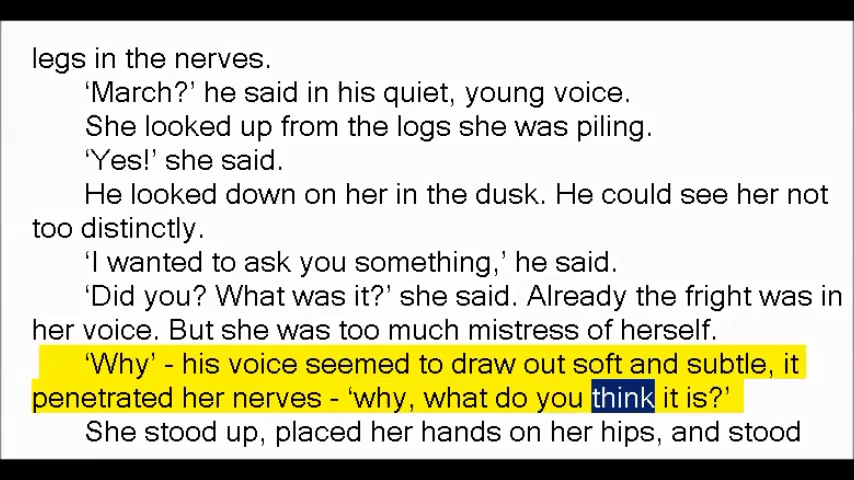 legs in the nerves.
‘March?’ he said in his quiet, young voice.
She looked up from the logs she was piling.
‘Yes!’ she said.
He looked down on her in the dusk. He could see her not
too distinctly.
‘I wanted to ask you something,’ he said.
‘Did you? What was it?’ she said. Already the fright was in
her voice. But she was too much mistress of herself.
‘Why’ - his voice seemed to draw out soft and subtle, it
penetrated her nerves - ‘why, what do you think it is?’
She stood up, placed her hands on her hips, and stood